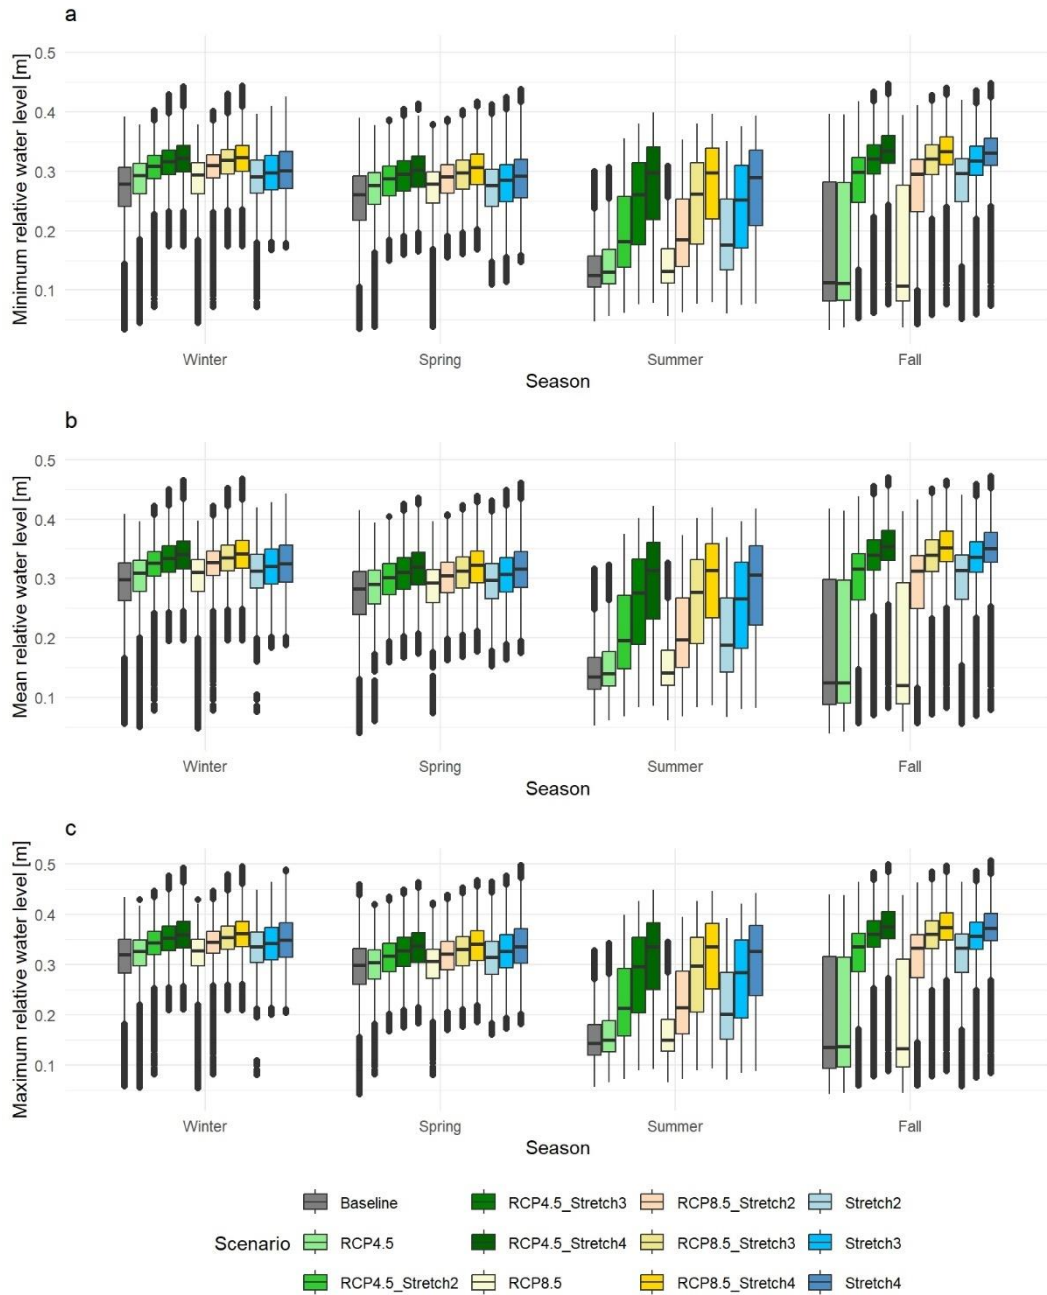 a
Minimum relative water level [m]
0.5
0.4
0.3
0.2
0.1
Winter Spring Summer Fall
Season
b
Mean relative water level [m]
0.5
0.4
0.3
0.2
0.1
Winter Spring Summer Fall
Season
c
Maximum relative water level [m]
0.5
0.4
0.3
0.2
0.1
Winter Spring Summer Fall
Season
Baseline RCP4.5_Stretch3 RCP8.5_Stretch2 Stretch2
Scenario RCP4.5 RCP4.5_Stretch4 RCP8.5_Stretch3 Stretch3
RCP4.5_Stretch2 RCP8.5 RCP8.5_Stretch4 Stretch4